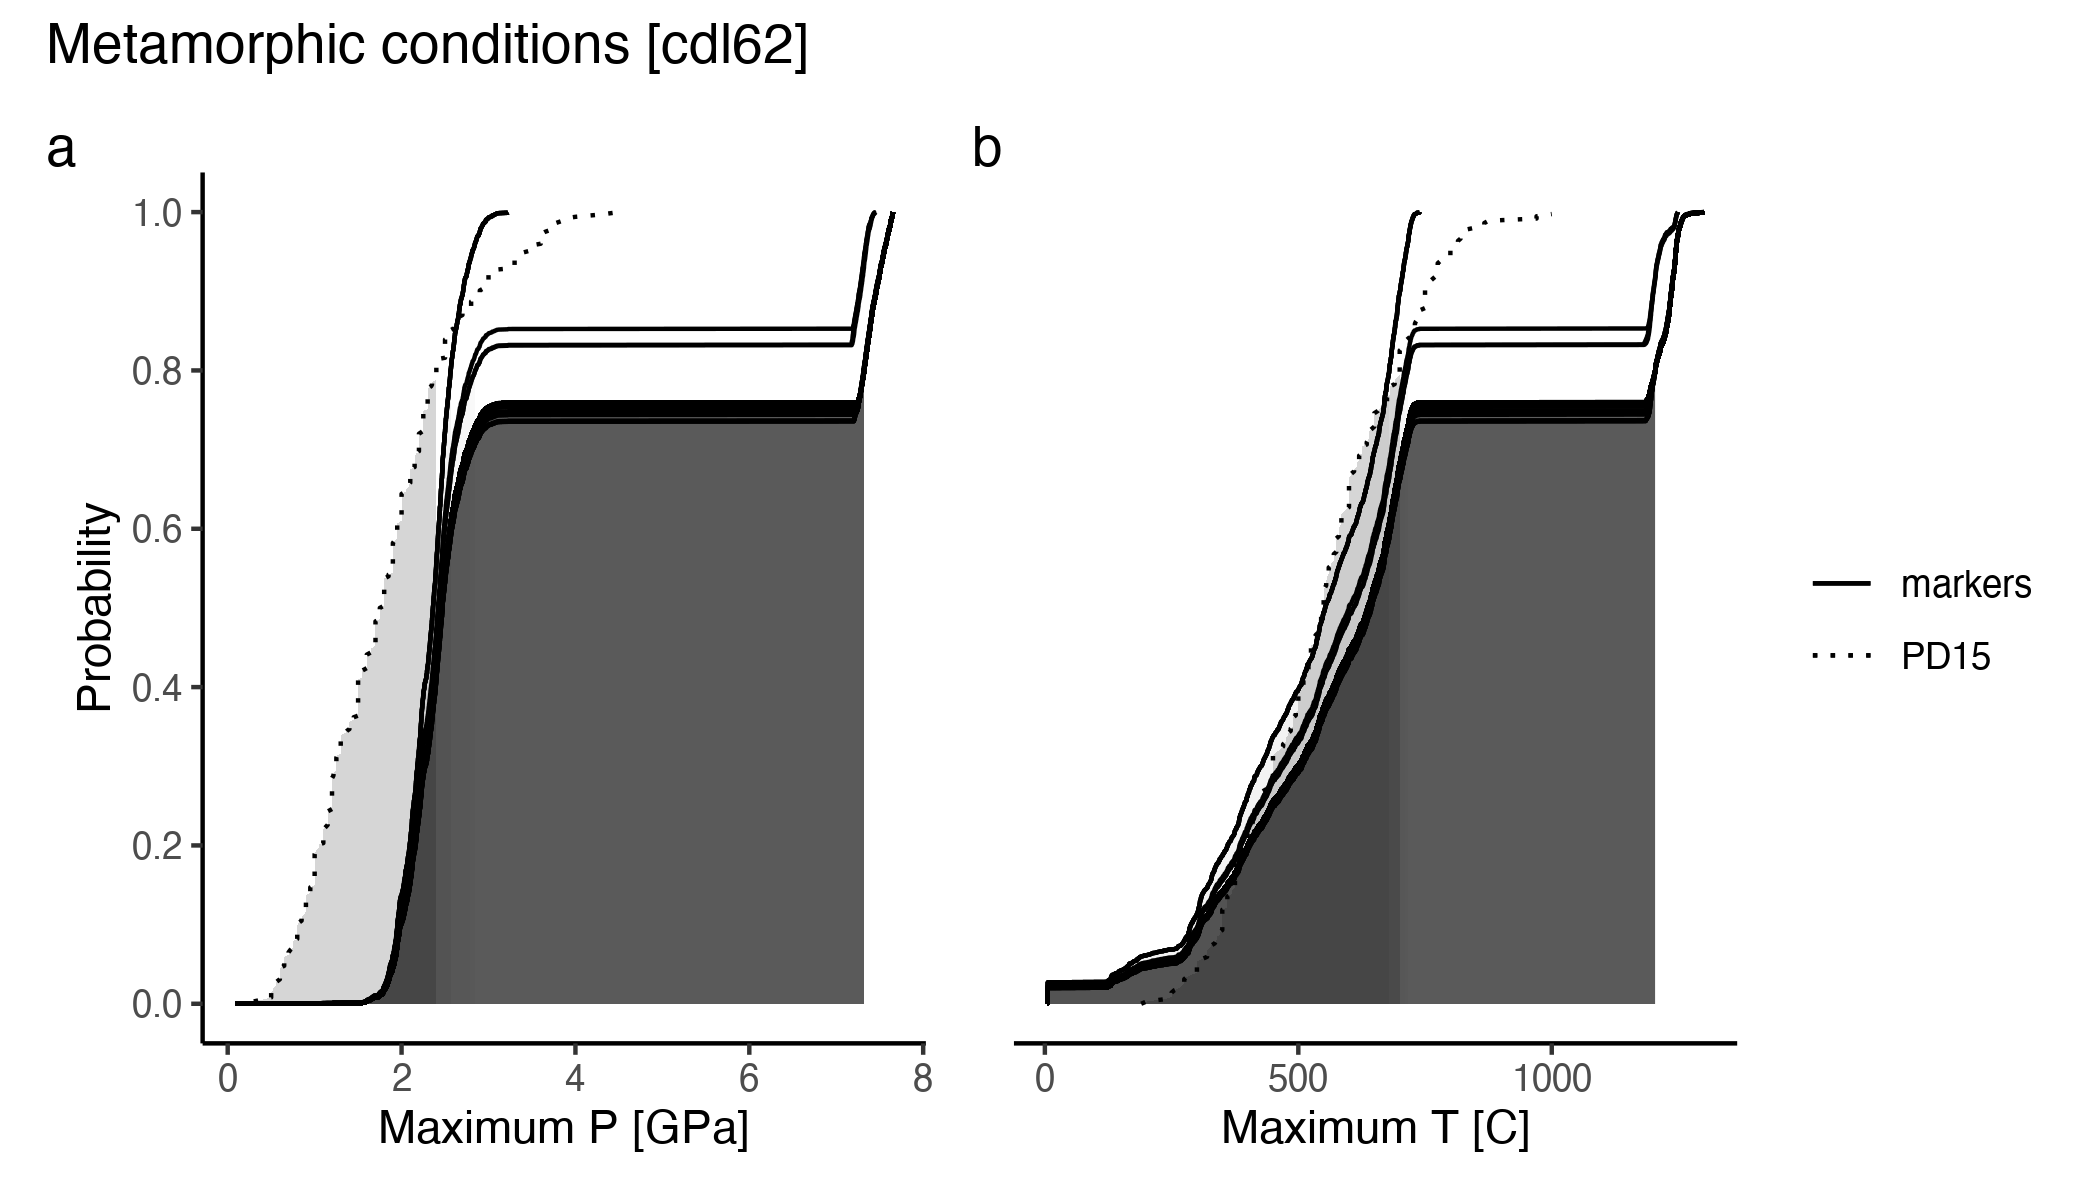 Metamorphic conditions [cdl62]
a
b
Probability
1.0
0.8
0.6
0.4
0.2
0.0
0
2
4
6
8
Maximum P [GPa]
0
500
1000
Maximum T [C]
markers
PD15